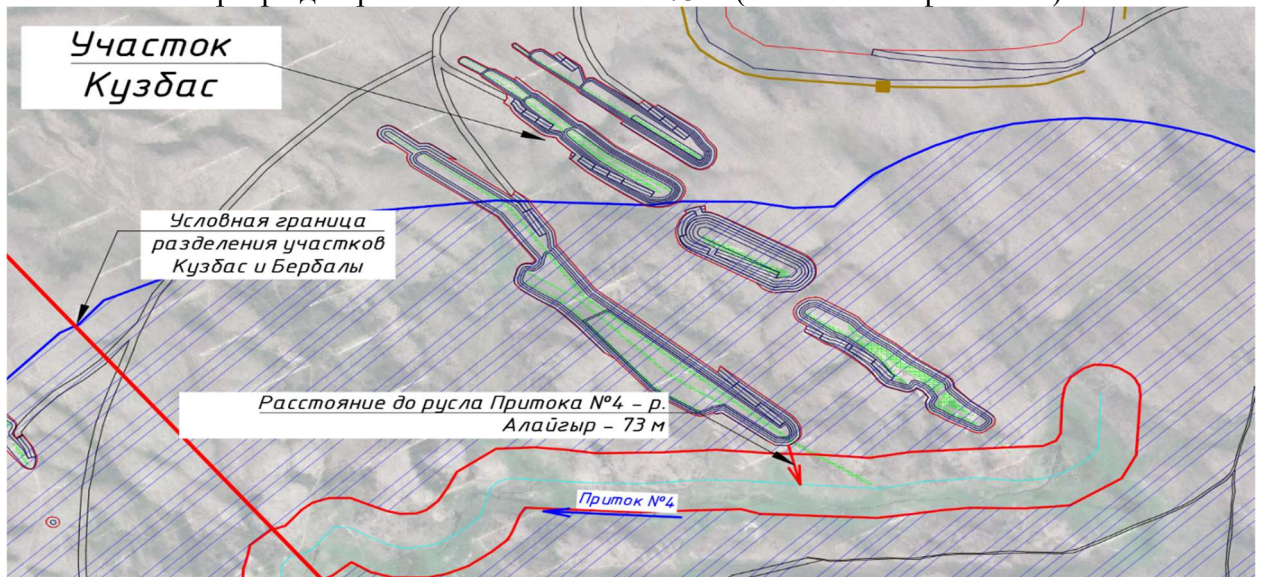 Участок
Кузбас
Условная граница
разделения участков
Кузбас и Бербалы
Расстояние до русла Притока №4 – р.
Алайгыр – 73 м
Приток №4